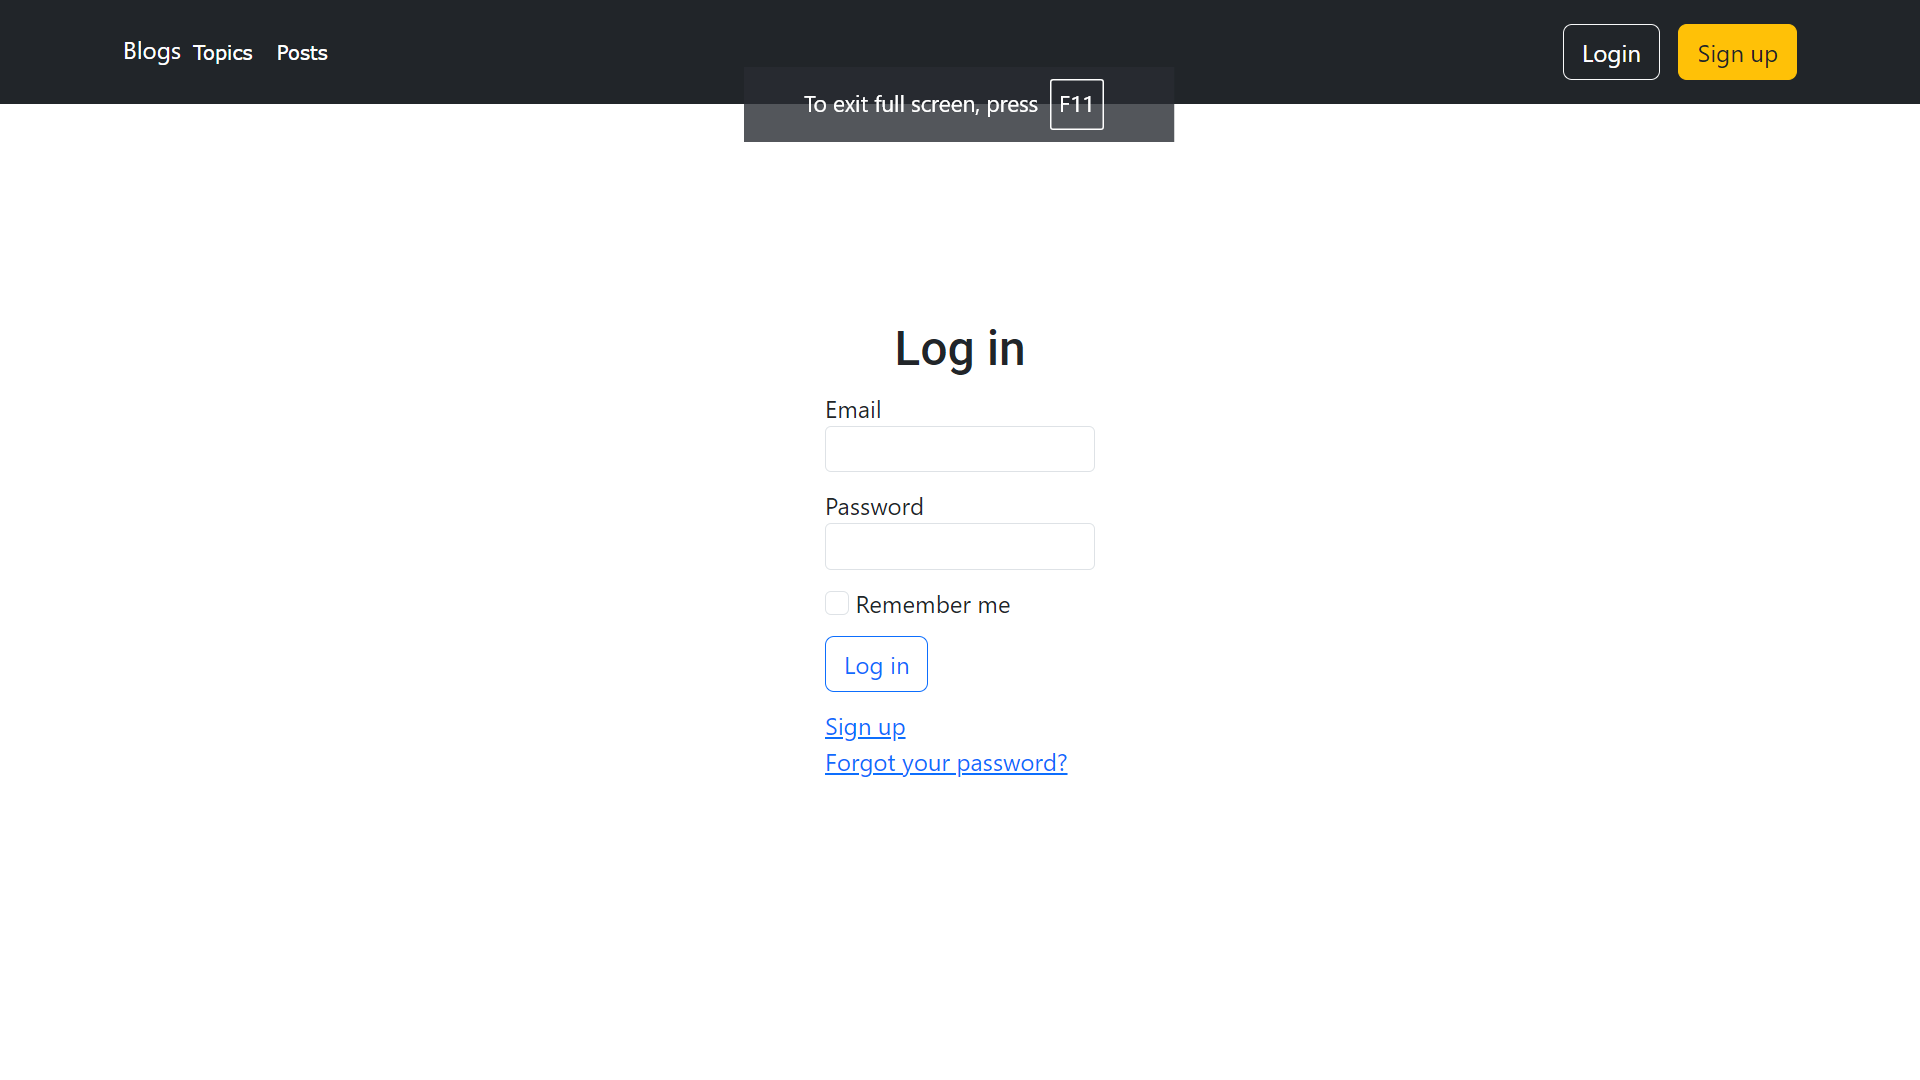 Blogs Topics Posts Login Sign up
To exit full screen, press F11
Log in
Email
Password
Remember me
Log in
Sign up
Forgot your password?